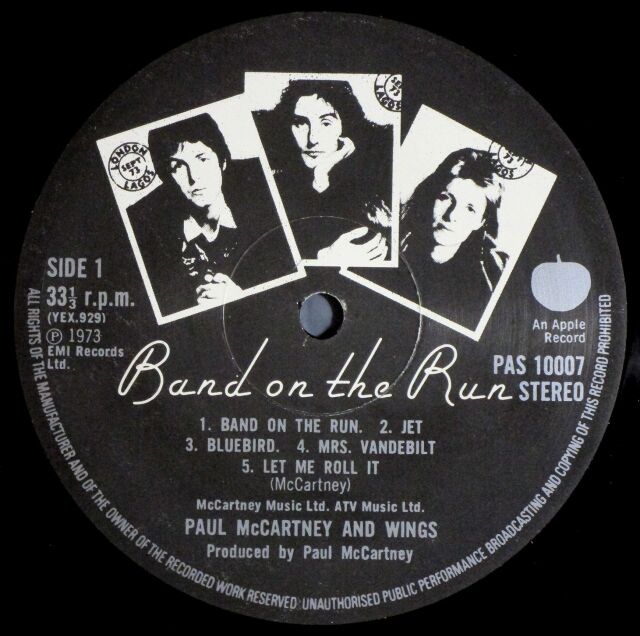 LONDON
SEPT
73
LAGOS
SEPT
73
LAGOS
73
SIDE 1
33⅓ r.p.m.
(YEX.929)
Ⓟ 1973
EMI Records
Ltd.
An Apple
Record
PAS 10007
STEREO
Band on the Run
1. BAND ON THE RUN. 2. JET
3. BLUEBIRD. 4. MRS. VANDEBILT
5. LET ME ROLL IT
(McCartney)
McCartney Music Ltd. ATV Music Ltd.
PAUL McCARTNEY AND WINGS
Produced by Paul McCartney
ALL RIGHTS OF THE MANUFACTURER AND OF THE OWNER OF THE RECORDED WORK RESERVED UNAUTHORISED PUBLIC PERFORMANCE BROADCASTING AND COPYING OF THIS RECORD PROHIBITED